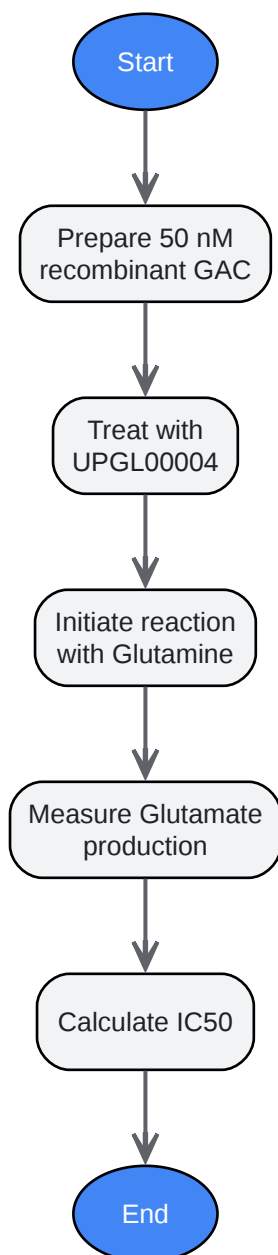 Start
Prepare 50 nM
recombinant GAC
Treat with
UPGL00004
Initiate reaction
with Glutamine
Measure Glutamate
production
Calculate IC50
End